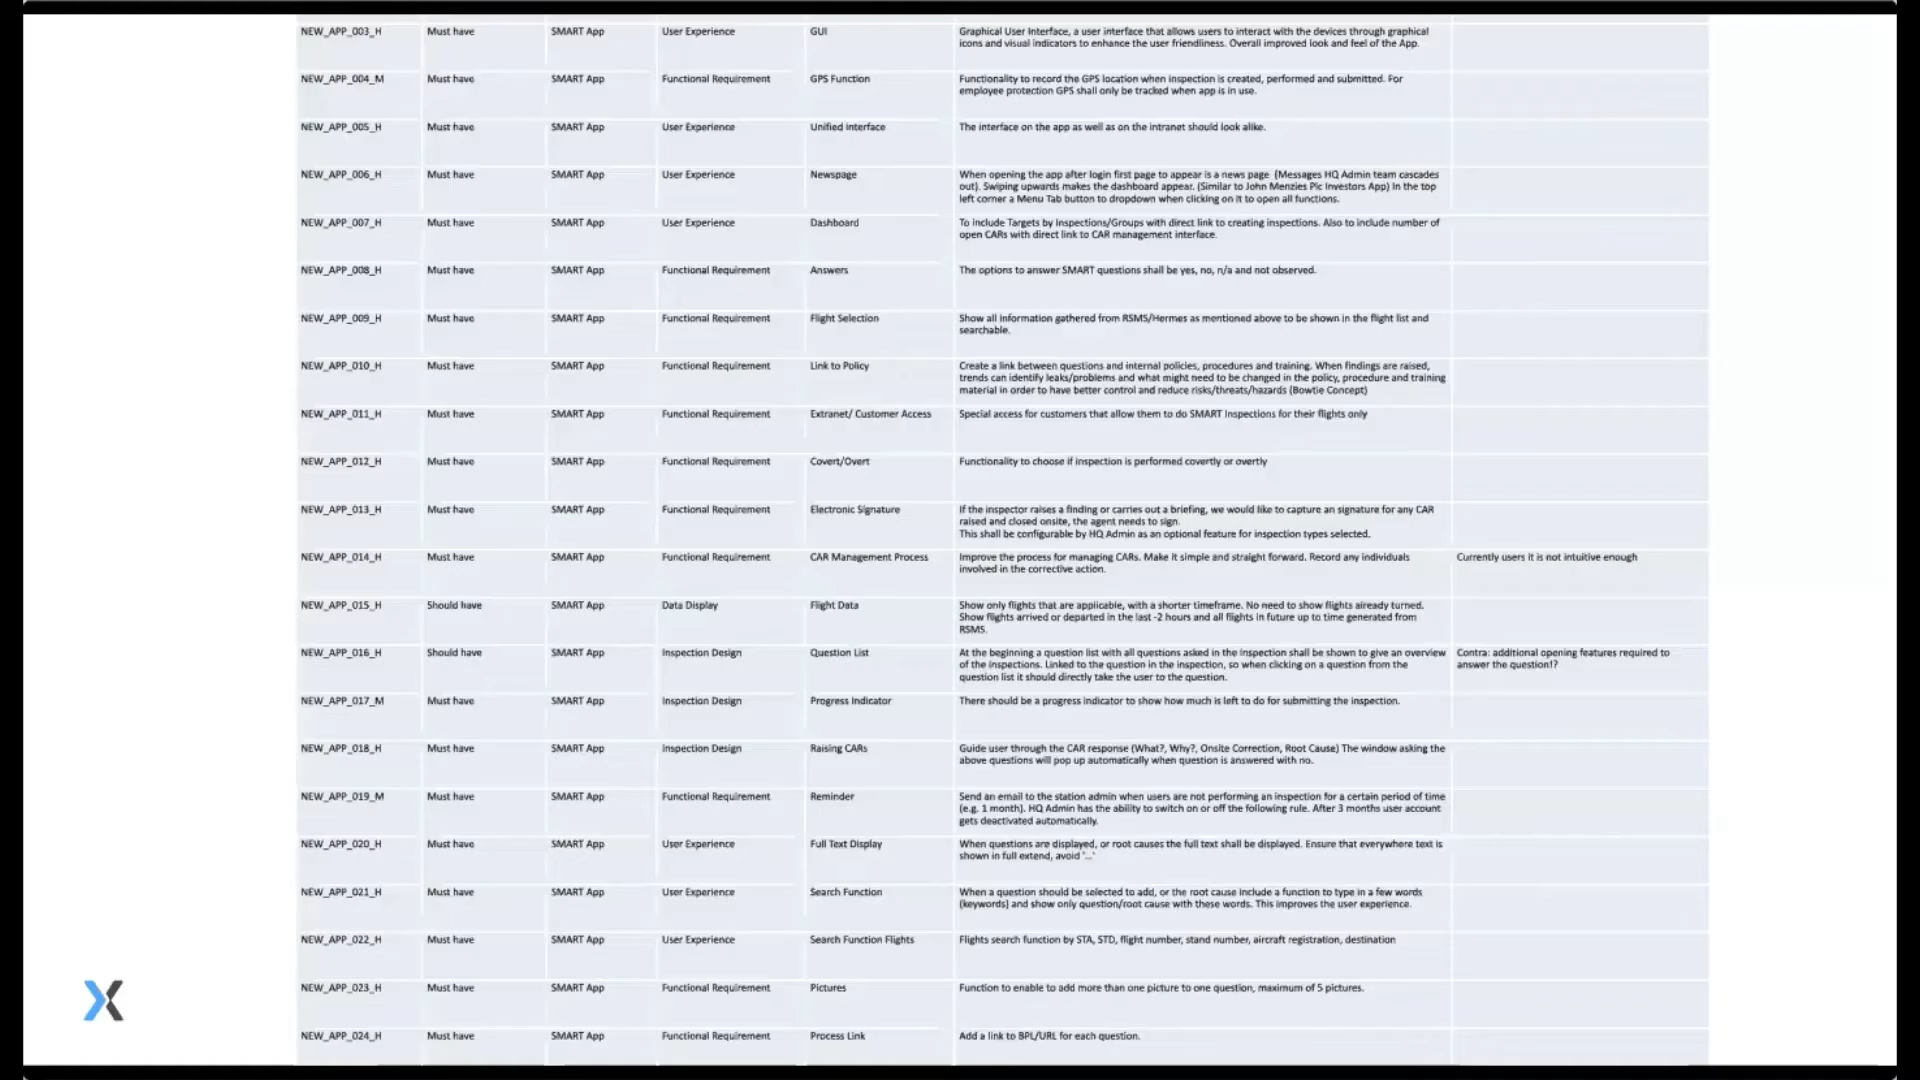 NEW_APP_003_H Must have SMART App User Experience GUI Graphical User Interface, a user interface that allows users to interact with the devices through graphical
icons and visual indicators to enhance the user friendliness. Overall improved look and feel of the App.
NEW_APP_004_M Must have SMART App Functional Requirement GPS Function Functionality to record the GPS location when inspection is created, performed and submitted. For
employee protection GPS shall only be tracked when app is in use.
NEW_APP_005_H Must have SMART App User Experience Unified Interface The interface on the app as well as on the intranet should look alike.
NEW_APP_006_H Must have SMART App User Experience Newspage When opening the app after login first page to appear is a news page (Messages HQ Admin team cascades
out). Swiping upwards makes the dashboard appear. (Similar to John Menzies Plc Investors App) In the top
left corner a Menu Tab button to dropdown when clicking on it to open all functions.
NEW_APP_007_H Must have SMART App User Experience Dashboard To include Targets by Inspections/Groups with direct link to creating inspections. Also to include number of
open CARs with direct link to CAR management interface.
NEW_APP_008_H Must have SMART App Functional Requirement Answers The options to answer SMART questions shall be yes, no, n/a and not observed.
NEW_APP_009_H Must have SMART App Functional Requirement Flight Selection Show all information gathered from RSMS/Hermes as mentioned above to be shown in the flight list and
searchable.
NEW_APP_010_H Must have SMART App Functional Requirement Link to Policy Create a link between questions and internal policies, procedures and training. When findings are raised,
trends can identify leaks/problems and what might need to be changed in the policy, procedure and training
material in order to have better control and reduce risks/threats/hazards (Bowtie Concept)
NEW_APP_011_H Must have SMART App Functional Requirement Extranet/ Customer Access Special access for customers that allow them to do SMART Inspections for their flights only
NEW_APP_012_H Must have SMART App Functional Requirement Covert/Overt Functionality to choose if inspection is performed covertly or overtly
NEW_APP_013_H Must have SMART App Functional Requirement Electronic Signature If the inspector raises a finding or carries out a briefing, we would like to capture an signature for any CAR
raised and closed onsite, the agent needs to sign.
This shall be configurable by HQ Admin as an optional feature for inspection types selected.
NEW_APP_014_H Must have SMART App Functional Requirement CAR Management Process Improve the process for managing CARs. Make it simple and straight forward. Record any individuals Currently users it is not intuitive enough
involved in the corrective action.
NEW_APP_015_H Should have SMART App Data Display Flight Data Show only flights that are applicable, with a shorter timeframe. No need to show flights already turned.
Show flights arrived or departed in the last -2 hours and all flights in future up to time generated from
RSMS.
NEW_APP_016_H Should have SMART App Inspection Design Question List At the beginning a question list with all questions asked in the inspection shall be shown to give an overview Contra: additional opening features required to
of the inspections. Linked to the question in the inspection, so when clicking on a question from the answer the question!?
question list it should directly take the user to the question.
NEW_APP_017_M Must have SMART App Inspection Design Progress Indicator There should be a progress indicator to show how much is left to do for submitting the inspection.
NEW_APP_018_H Must have SMART App Inspection Design Raising CARs Guide user through the CAR response (What?, Why?, Onsite Correction, Root Cause) The window asking the
above questions will pop up automatically when question is answered with no.
NEW_APP_019_M Must have SMART App Functional Requirement Reminder Send an email to the station admin when users are not performing an inspection for a certain period of time
(e.g. 1 month). HQ Admin has the ability to switch on or off the following rule. After 3 months user account
gets deactivated automatically.
NEW_APP_020_H Must have SMART App User Experience Full Text Display When questions are displayed, or root causes the full text shall be displayed. Ensure that everywhere text is
shown in full extend, avoid '...'
NEW_APP_021_H Must have SMART App User Experience Search Function When a question should be selected to add, or the root cause include a function to type in a few words
(keywords) and show only question/root cause with these words. This improves the user experience.
NEW_APP_022_H Must have SMART App User Experience Search Function Flights Flights search function by STA, STD, flight number, stand number, aircraft registration, destination
NEW_APP_023_H Must have SMART App Functional Requirement Pictures Function to enable to add more than one picture to one question, maximum of 5 pictures.
NEW_APP_024_H Must have SMART App Functional Requirement Process Link Add a link to BPL/URL for each question.